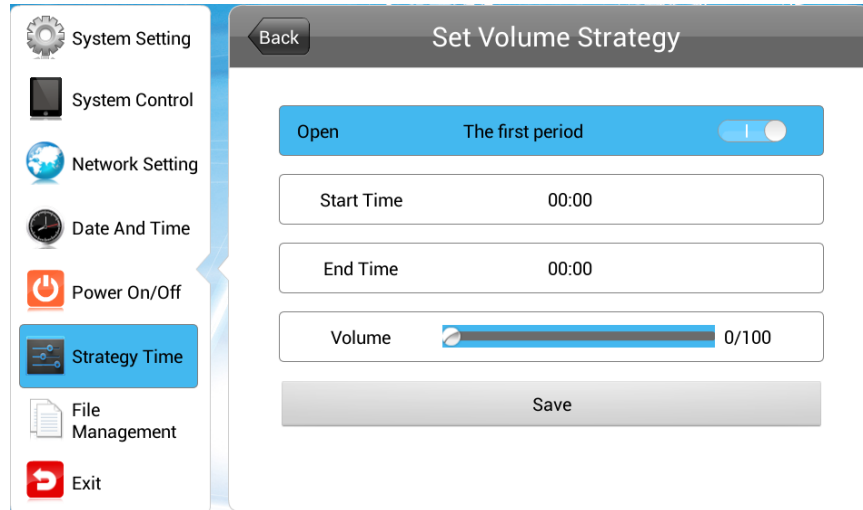 System Setting
System Control
Network Setting
Date And Time
Power On/Off
Strategy Time
File
Management
Exit
Back
Set Volume Strategy
Open The first period
Start Time 00:00
End Time 00:00
Volume 0/100
Save